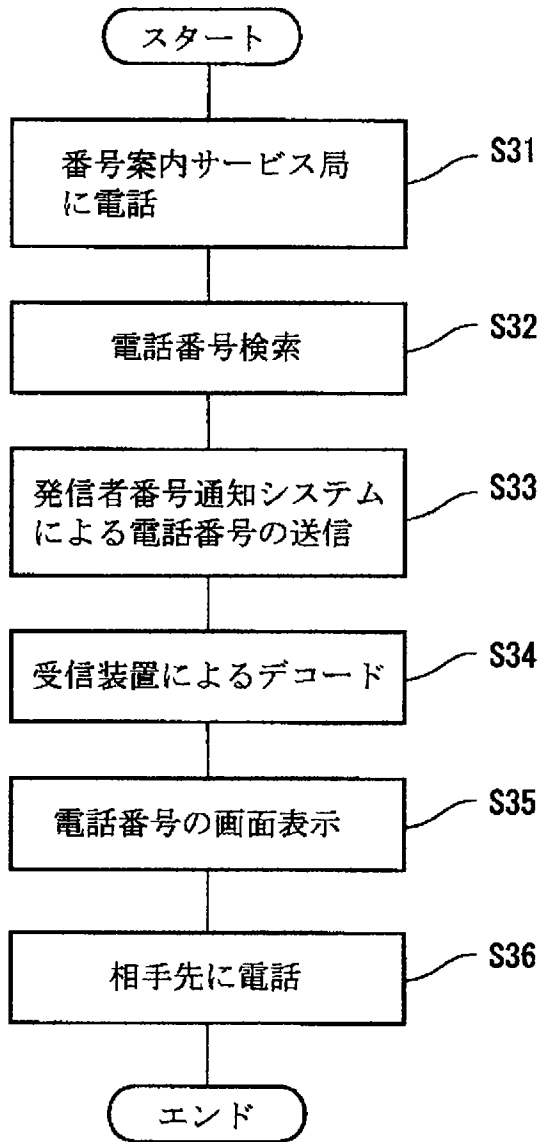 スタート
番号案内サービス局
に電話
S31
電話番号検索
S32
発信者番号通知システム
による電話番号の送信
S33
受信装置によるデコード
S34
電話番号の画面表示
S35
相手先に電話
S36
エンド